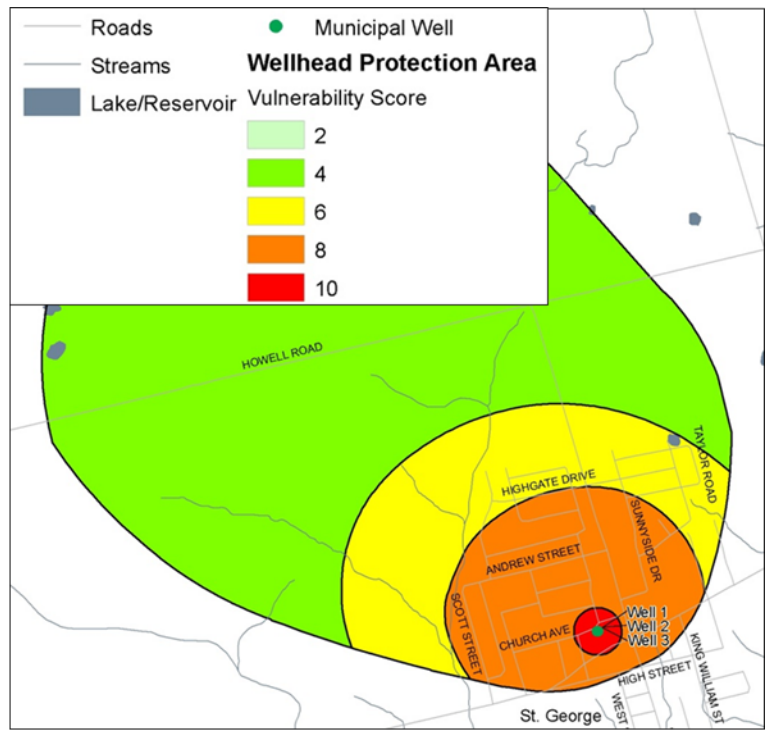 Roads
Streams
Lake/Reservoir
Municipal Well
Wellhead Protection Area
Vulnerability Score
2
4
6
8
10
HOWELL ROAD
TAYLOR ROAD
HIGHGATE DRIVE
SUNNYSIDE DR
ANDREW STREET
SCOTT STREET
CHURCH AVE
Well 1
Well 2
Well 3
KING WILLIAM ST
HIGH STREET
WEST
St. George